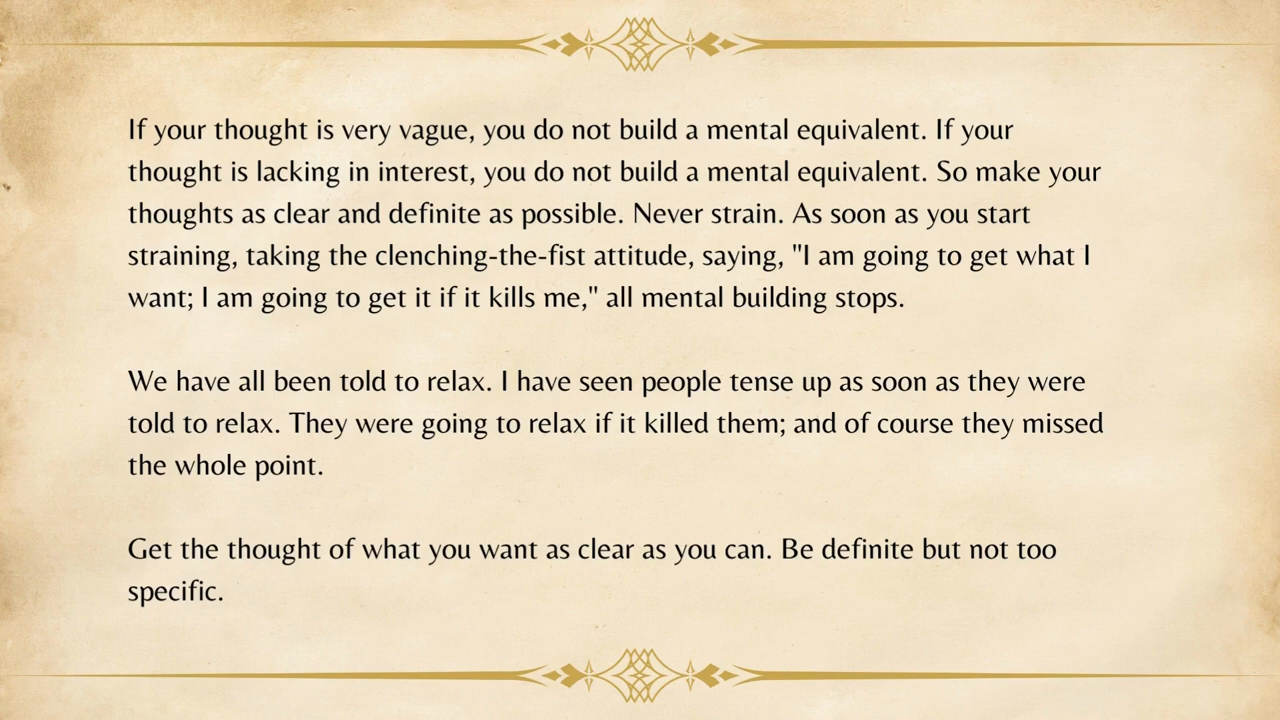 If your thought is very vague, you do not build a mental equivalent. If your
thought is lacking in interest, you do not build a mental equivalent. So make your
thoughts as clear and definite as possible. Never strain. As soon as you start
straining, taking the clenching-the-fist attitude, saying, "I am going to get what I
want; I am going to get it if it kills me," all mental building stops.
We have all been told to relax. I have seen people tense up as soon as they were
told to relax. They were going to relax if it killed them; and of course they missed
the whole point.
Get the thought of what you want as clear as you can. Be definite but not too
specific.